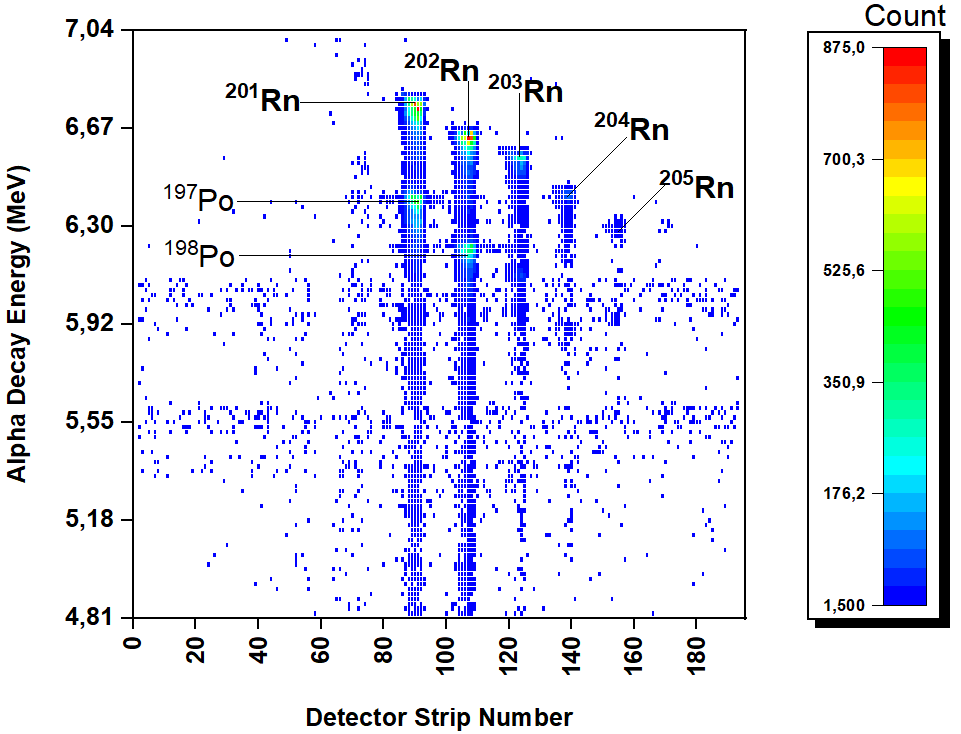 Count
7,04
6,67
6,30
5,92
5,55
5,18
4,81
Alpha Decay Energy (MeV)
²⁰¹Rn
²⁰²Rn
²⁰³Rn
²⁰⁴Rn
²⁰⁵Rn
¹⁹⁷Po
¹⁹⁸Po
0 20 40 60 80 100 120 140 160 180
Detector Strip Number
875,0
700,3
525,6
350,9
176,2
1,500